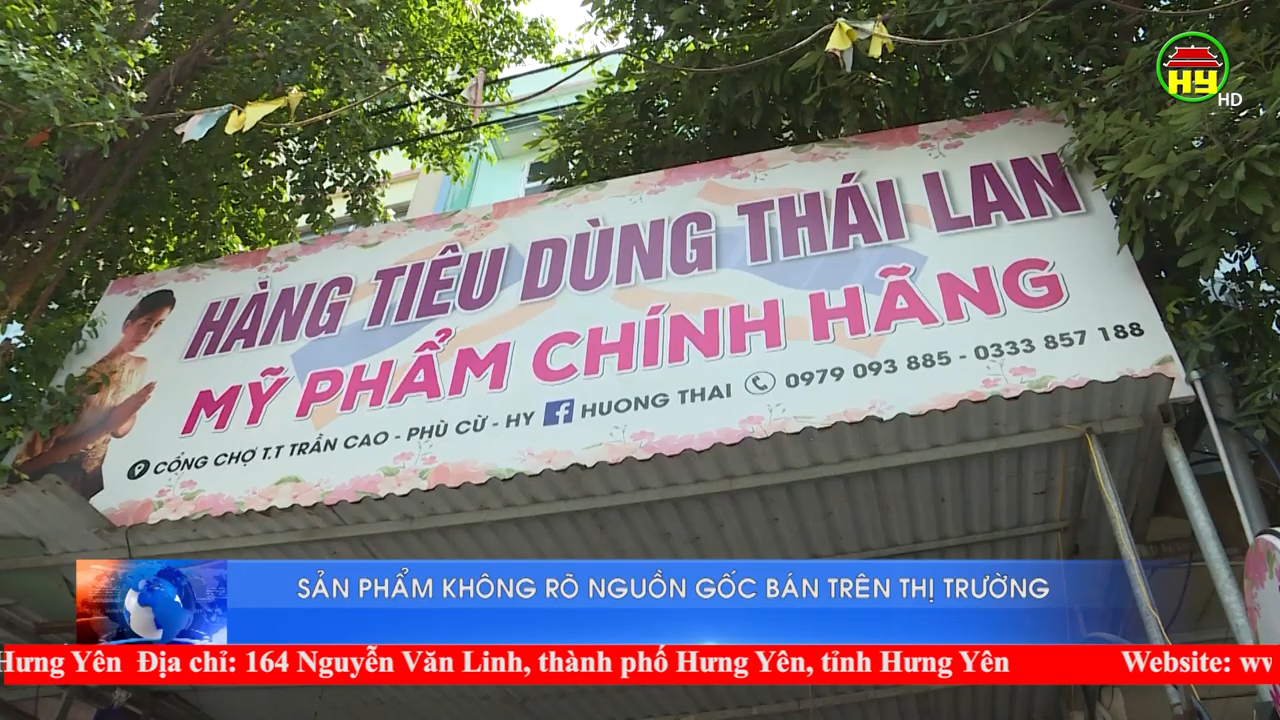 HY
HD
HÀNG TIÊU DÙNG THÁI LAN
MỸ PHẨM CHÍNH HÃNG
CỔNG CHỢ T.T TRẦN CAO - PHÙ CỪ - HY f HUONG THAI 0979 093 885 - 0333 857 188
SẢN PHẨM KHÔNG RÕ NGUỒN GỐC BÁN TRÊN THỊ TRƯỜNG
Hưng Yên Địa chỉ: 164 Nguyễn Văn Linh, thành phố Hưng Yên, tỉnh Hưng Yên Website: